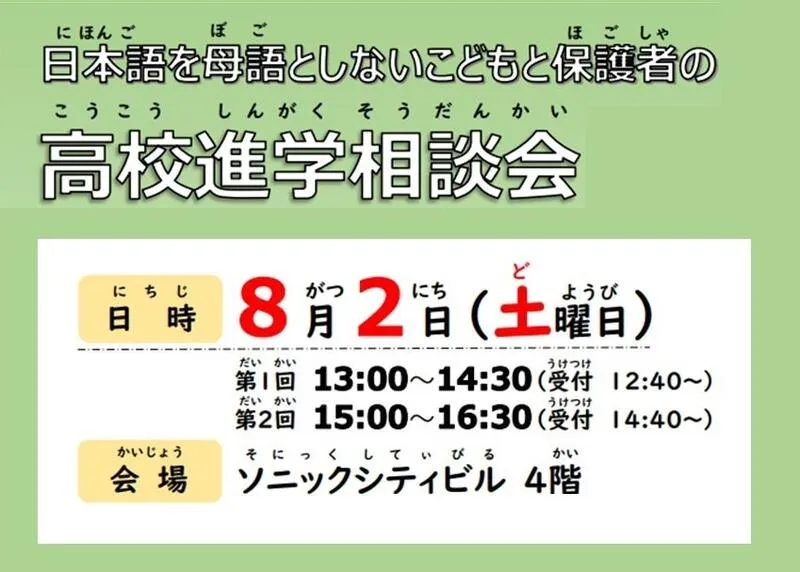 にほんご ぼご ほごしゃ
日本語を母語としないこどもと保護者の
こうこう しんがく そうだんかい
高校進学相談会
にちじ がつ にち ど ようび
日時 8月2日(土曜日)
だい かい うけつけ
第1回 13:00～14:30(受付 12:40～)
だい かい うけつけ
第2回 15:00～16:30(受付 14:40～)
かいじょう そにっくしてぃびる かい
会場 ソニックシティビル 4階